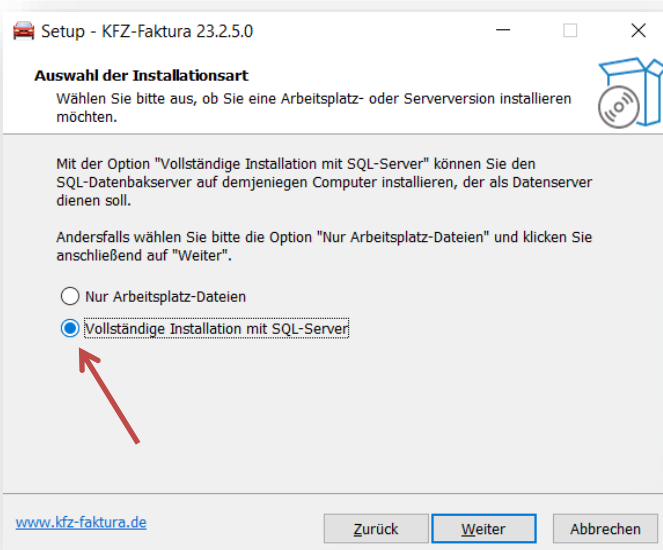 Setup - KFZ-Faktura 23.2.5.0
Auswahl der Installationsart
Wählen Sie bitte aus, ob Sie eine Arbeitsplatz- oder Serverversion installieren
möchten.
Mit der Option "Vollständige Installation mit SQL-Server" können Sie den
SQL-Datenbakserver auf demjeniegen Computer installieren, der als Datenserver
dienen soll.
Andersfalls wählen Sie bitte die Option "Nur Arbeitsplatz-Dateien" und klicken Sie
anschließend auf "Weiter".
Nur Arbeitsplatz-Dateien
Vollständige Installation mit SQL-Server
www.kfz-faktura.de
Zurück
Weiter
Abbrechen